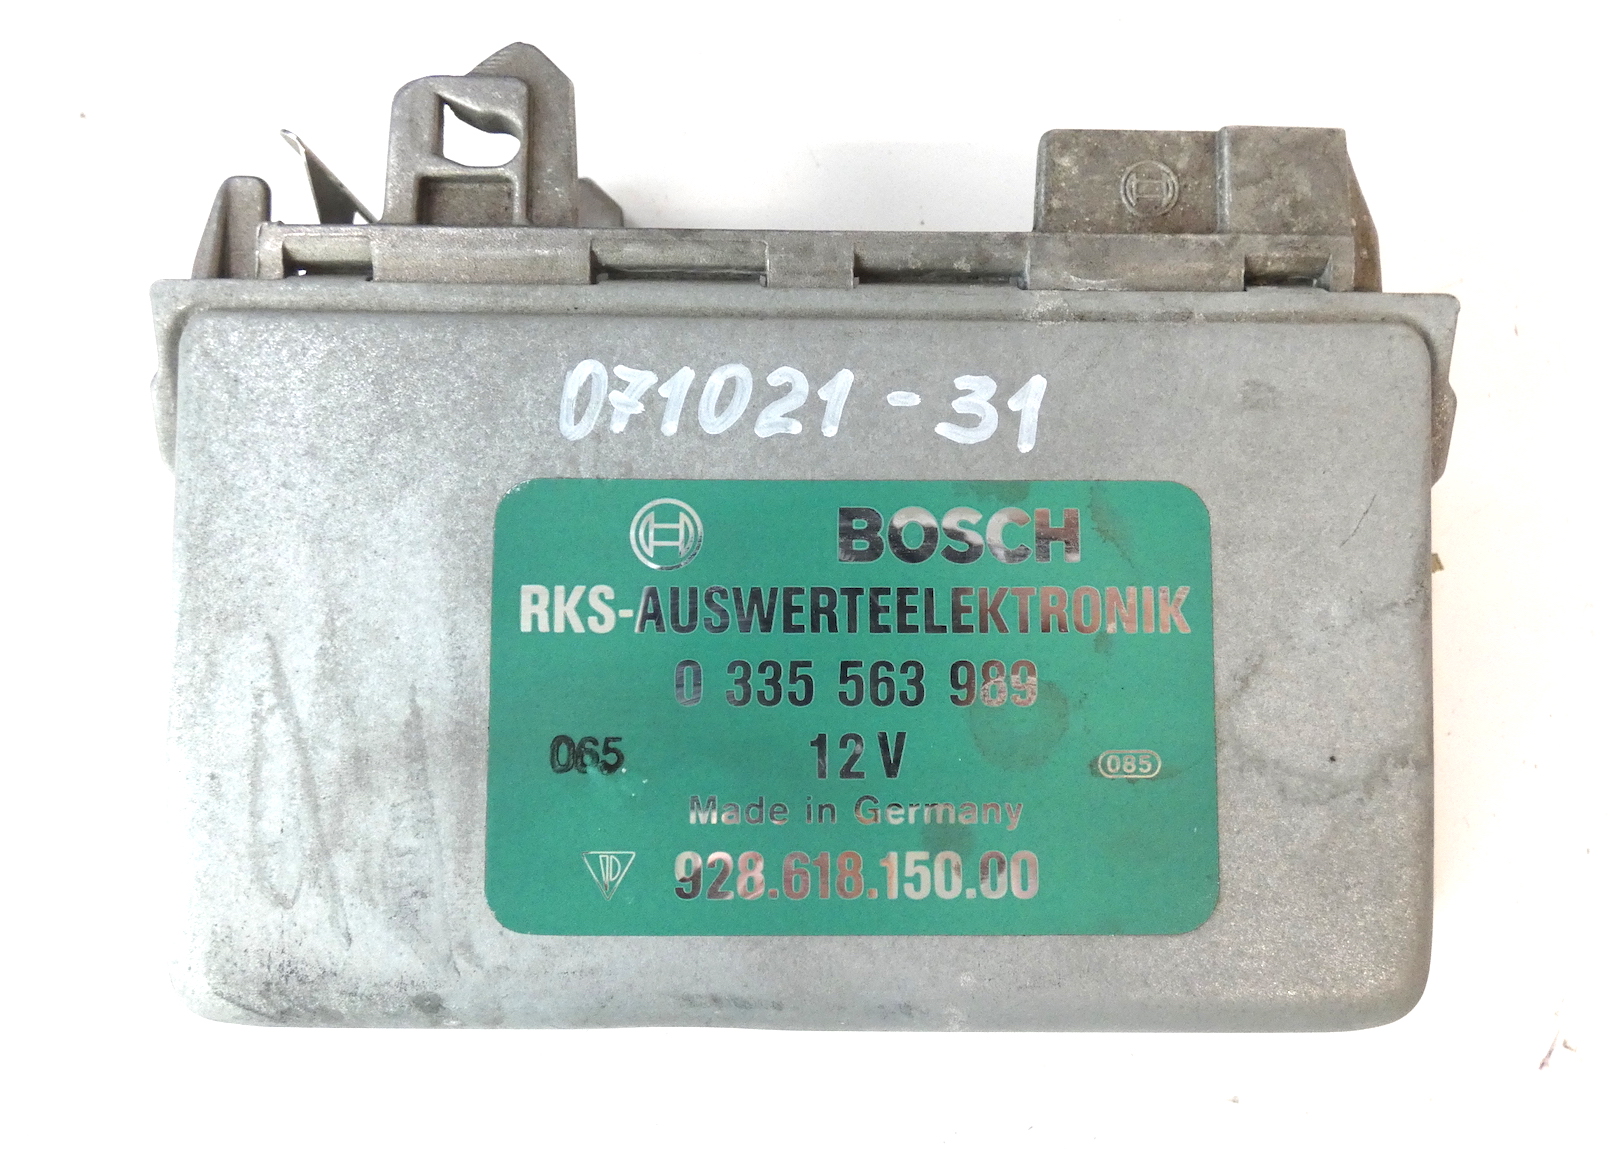 071021-31
BOSCH
RKS-AUSWERTEELEKTRONIK
0 335 563 989
065 12 V 085
Made in Germany
928.618.150.00